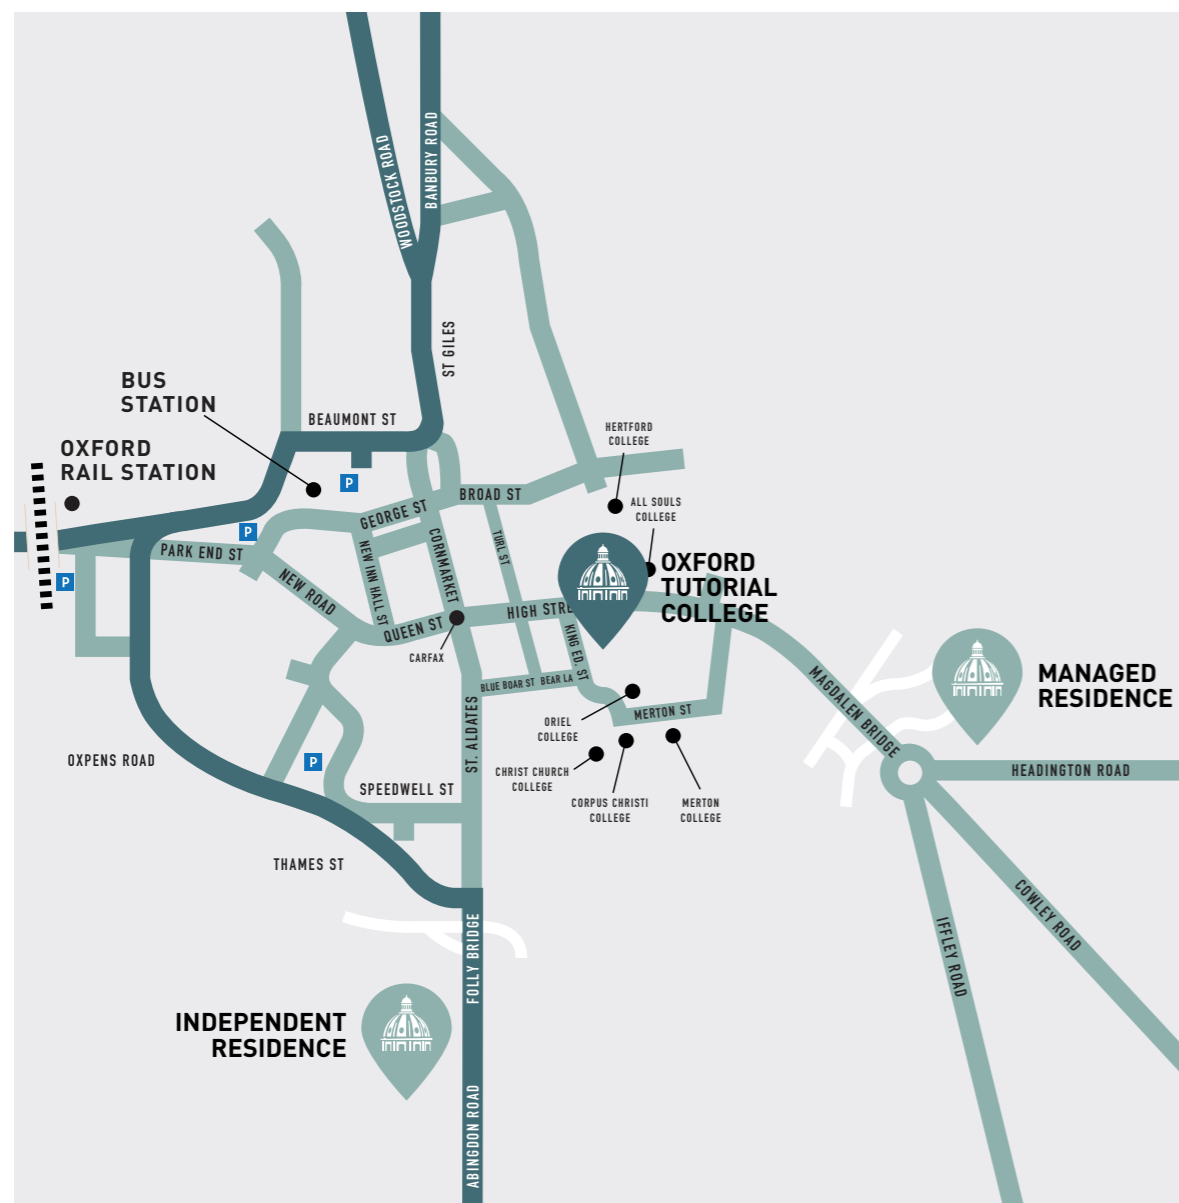 WOODSTOCK ROAD
BANBURY ROAD
ST GILES
BUS
STATION
BEAUMONT ST
OXFORD
RAIL STATION
HERTFORD
COLLEGE
P
BROAD ST
GEORGE ST
ALL SOULS
COLLEGE
P
TURL ST
CORNMARKET
PARK END ST
NEW INN HALL ST
OXFORD
TUTORIAL
COLLEGE
P
NEW ROAD
HIGH STRE
QUEEN ST
CARFAX
KING ED. ST
BLUE BOAR ST
BEAR LA
MAGDALEN BRIDGE
MANAGED
RESIDENCE
MERTON ST
ORIEL
COLLEGE
ST. ALDATES
OXPENS ROAD
P
CHRIST CHURCH
COLLEGE
HEADINGTON ROAD
SPEEDWELL ST
CORPUS CHRISTI
COLLEGE
MERTON
COLLEGE
THAMES ST
COWLEY ROAD
IFFLEY ROAD
FOLLY BRIDGE
INDEPENDENT
RESIDENCE
ABINGDON ROAD